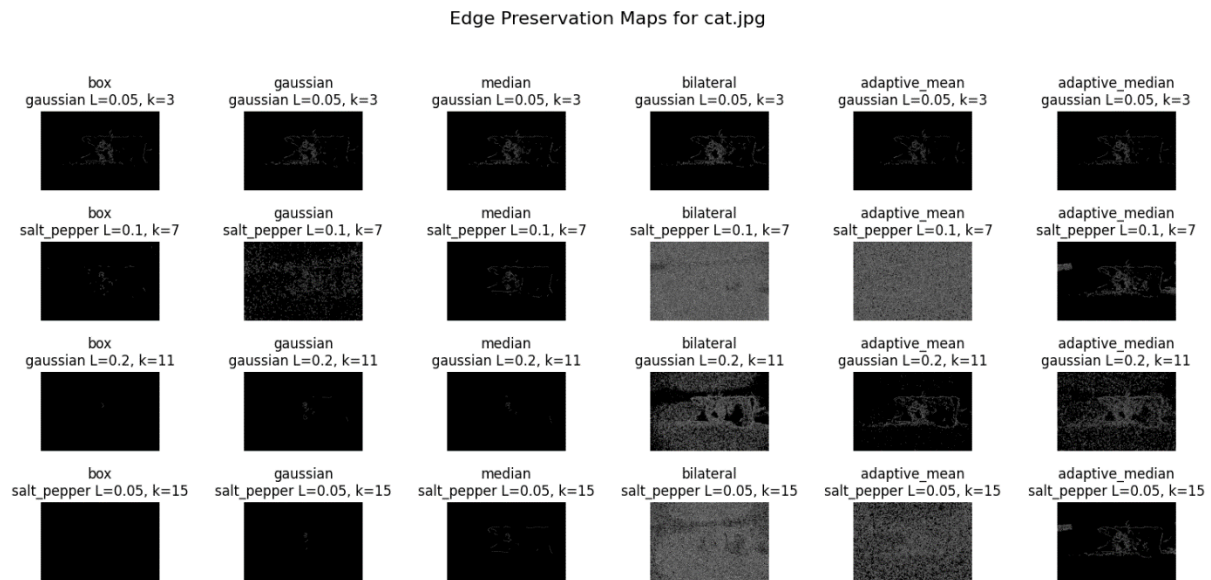 Edge Preservation Maps for cat.jpg
box
gaussian L=0.05, k=3
gaussian
gaussian L=0.05, k=3
median
gaussian L=0.05, k=3
bilateral
gaussian L=0.05, k=3
adaptive_mean
gaussian L=0.05, k=3
adaptive_median
gaussian L=0.05, k=3
box
salt_pepper L=0.1, k=7
gaussian
salt_pepper L=0.1, k=7
median
salt_pepper L=0.1, k=7
bilateral
salt_pepper L=0.1, k=7
adaptive_mean
salt_pepper L=0.1, k=7
adaptive_median
salt_pepper L=0.1, k=7
box
gaussian L=0.2, k=11
gaussian
gaussian L=0.2, k=11
median
gaussian L=0.2, k=11
bilateral
gaussian L=0.2, k=11
adaptive_mean
gaussian L=0.2, k=11
adaptive_median
gaussian L=0.2, k=11
box
salt_pepper L=0.05, k=15
gaussian
salt_pepper L=0.05, k=15
median
salt_pepper L=0.05, k=15
bilateral
salt_pepper L=0.05, k=15
adaptive_mean
salt_pepper L=0.05, k=15
adaptive_median
salt_pepper L=0.05, k=15